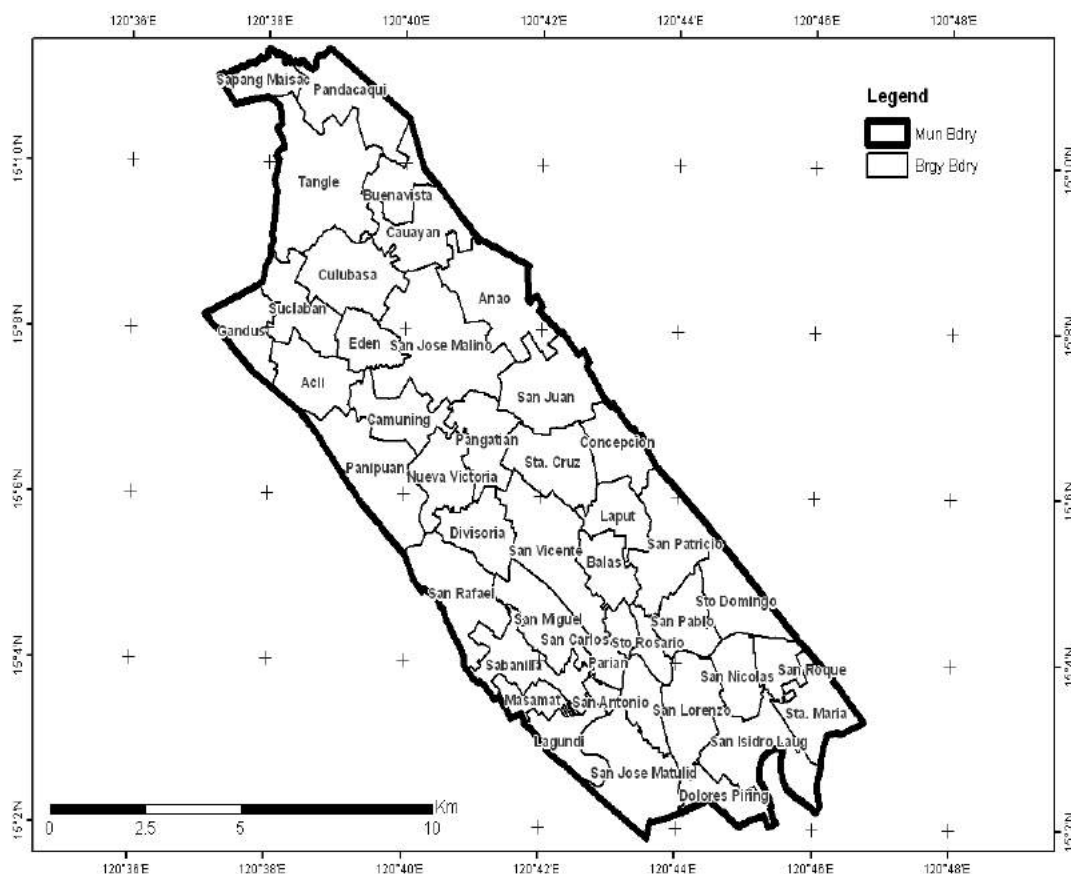 120°36'E 120°38'E 120°40'E 120°42'E 120°44'E 120°46'E 120°48'E
Sapang Maisac
Pandacaqui
Legend
Mun Bdry
Brgy Bdry
15°10'N 15°10'N
Tangle
Buenavista
Cauayan
Culubasa
Anao
Suclaban
15°8'N 15°8'N
Gandus
Eden
San Jose Malino
Acli
San Juan
Camuning
Pangatian
Concepcion
Sta. Cruz
Panipuan
Nueva Victoria
15°6'N 15°6'N
Laput
Divisoria
San Vicente
San Patricio
Balas
San Rafael
Sto Domingo
San Miguel
San Pablo
San Carlos
Sto Rosario
15°4'N 15°4'N
Sabanilla
Parian
San Nicolas
San Roque
Masamat
San Antonio
San Lorenzo
Sta. Maria
Lagundi
San Isidro Laug
San Jose Matulid
Dolores Piring
Km
0 2.5 5 10
15°2'N 15°2'N
120°36'E 120°38'E 120°40'E 120°42'E 120°44'E 120°46'E 120°48'E